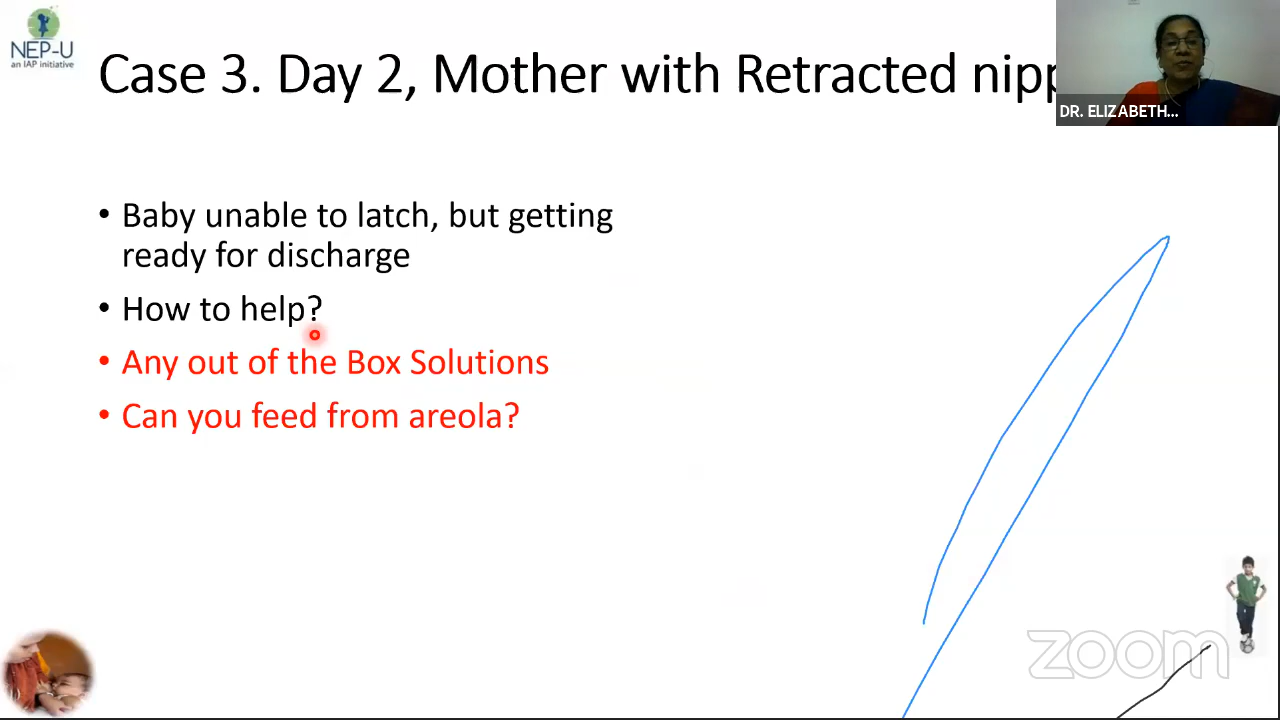 NEP-U
an IAP initiative
Case 3. Day 2, Mother with Retracted nipp
DR. ELIZABETH...
• Baby unable to latch, but getting
ready for discharge
• How to help?
• Any out of the Box Solutions
• Can you feed from areola?
zoom